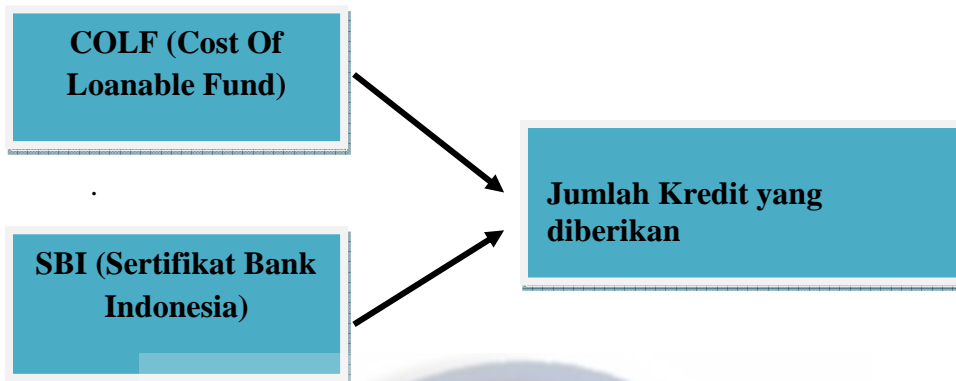 COLF (Cost Of
Loanable Fund)
.
SBI (Sertifikat Bank
Indonesia)
Jumlah Kredit yang
diberikan